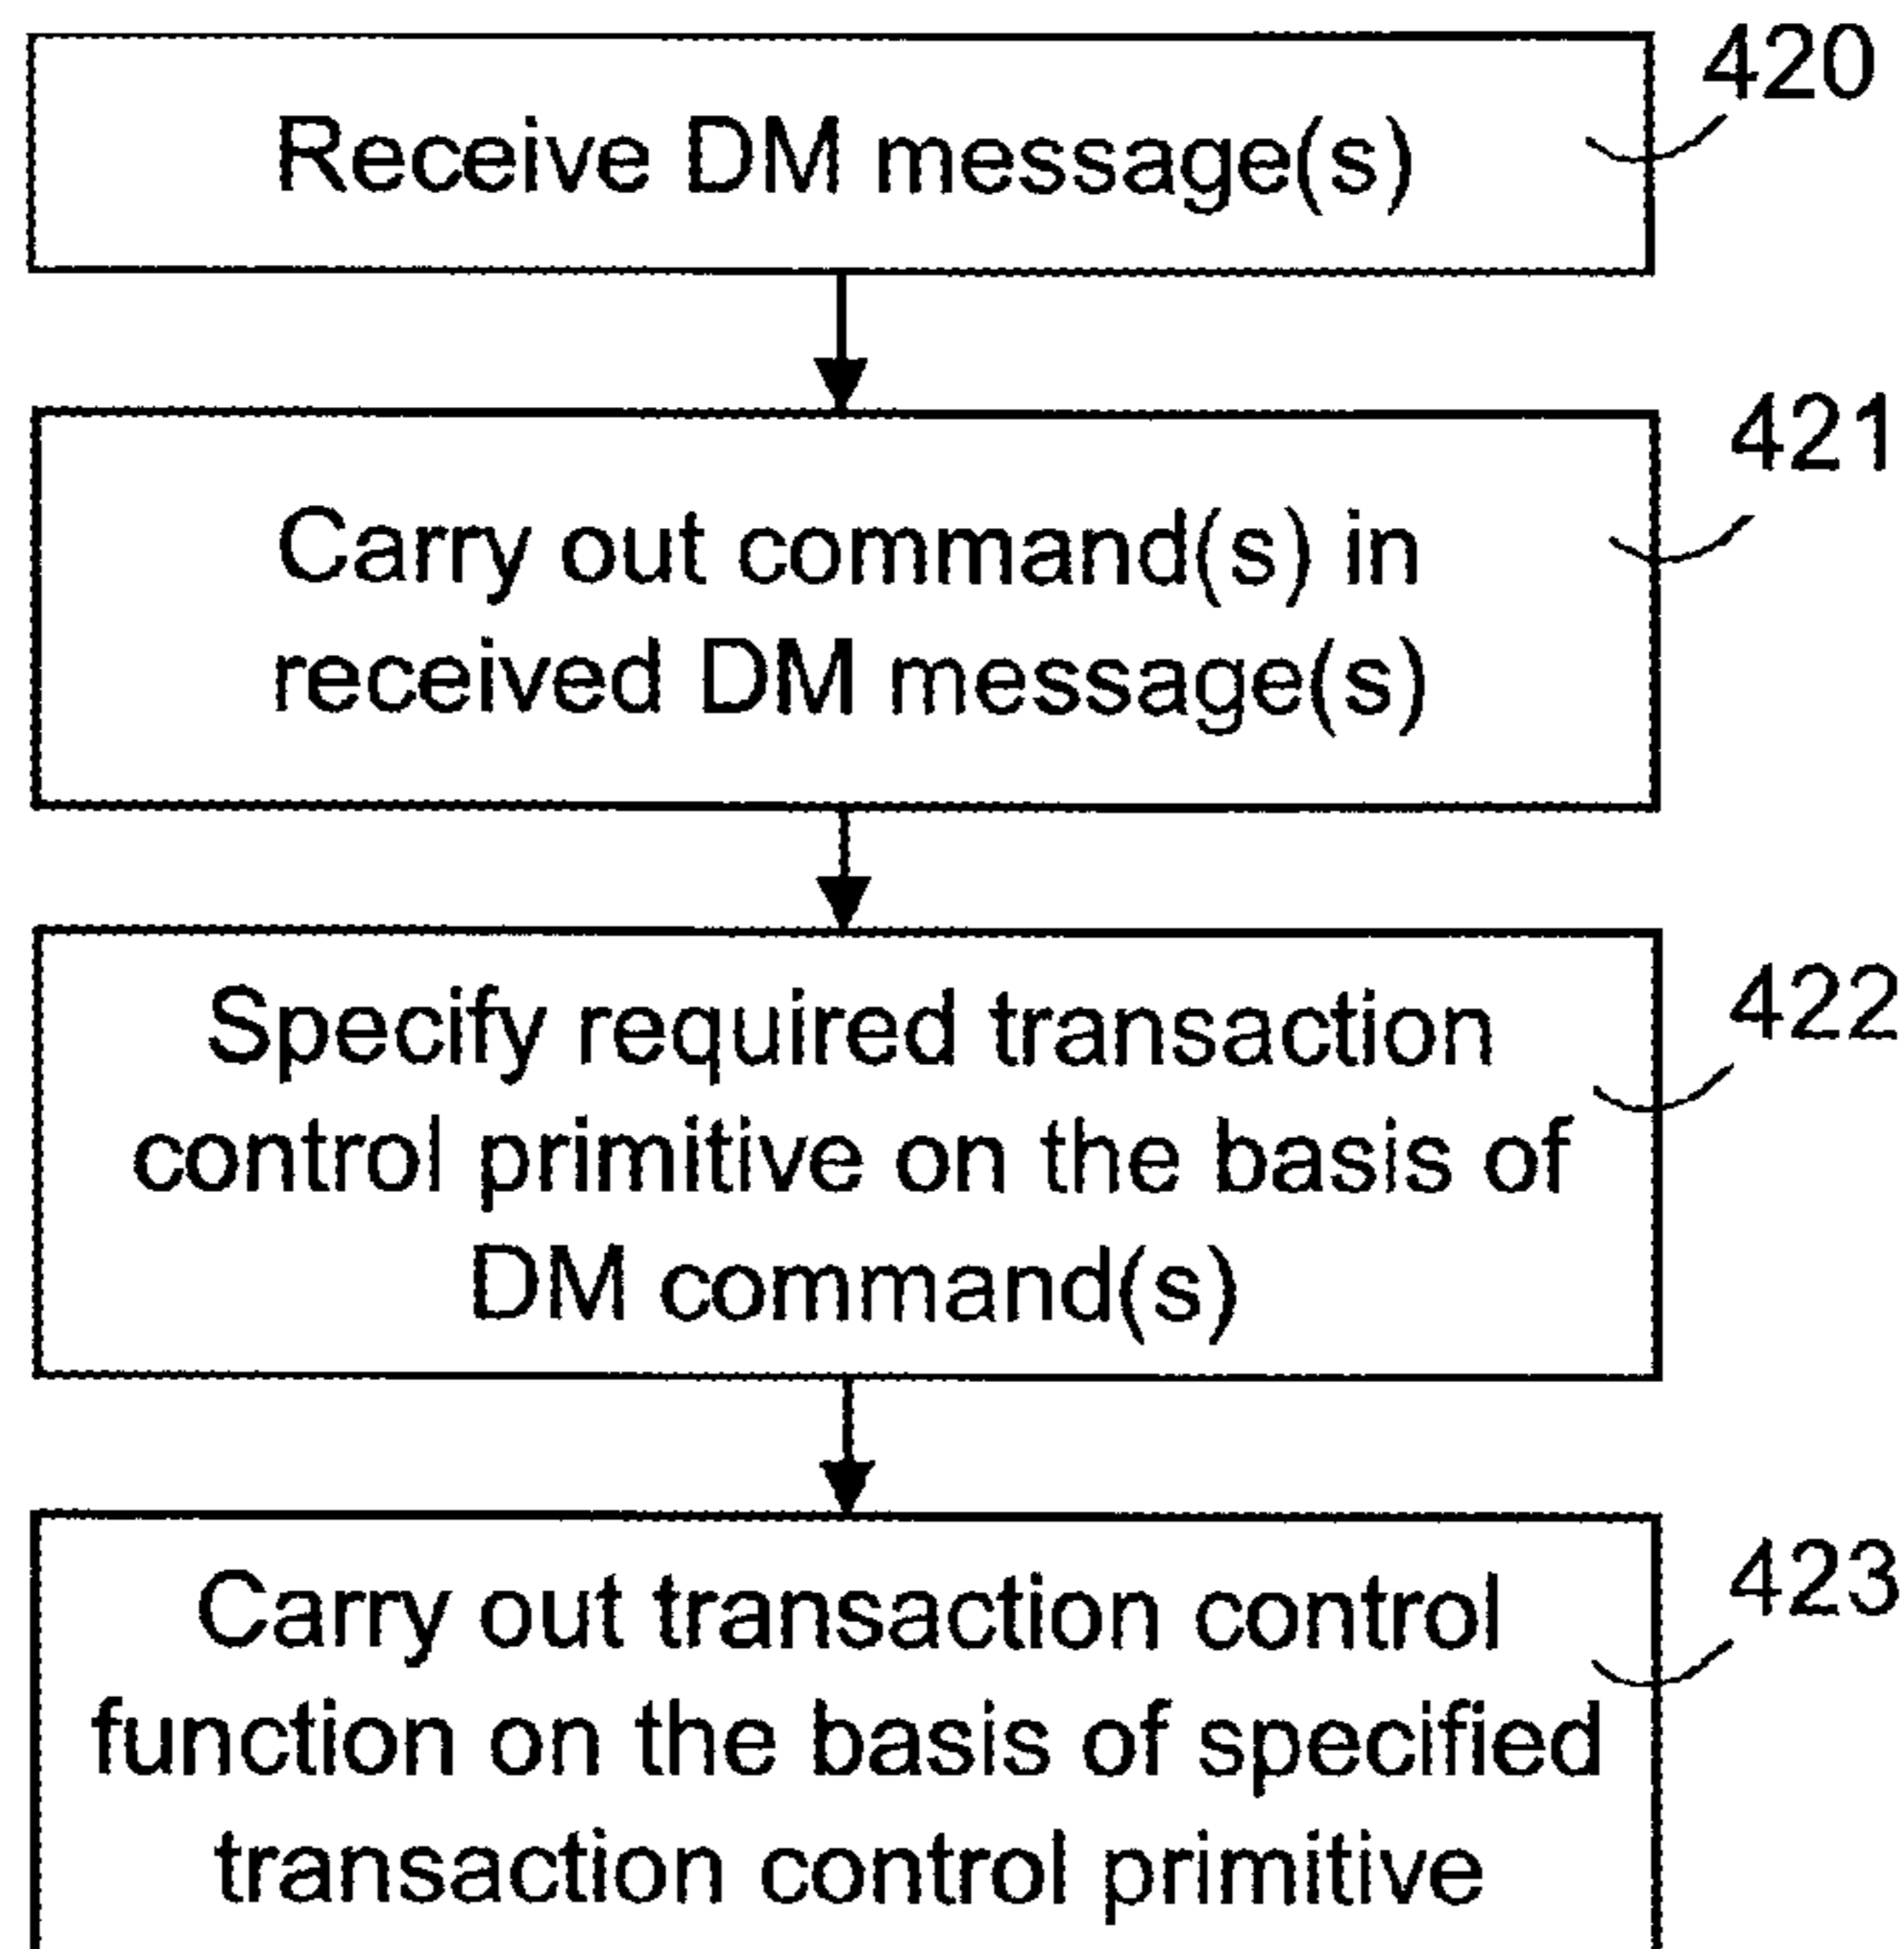 420
Receive DM message(s)
421
Carry out command(s) in
received DM message(s)
422
Specify required transaction
control primitive on the basis of
DM command(s)
423
Carry out transaction control
function on the basis of specified
transaction control primitive